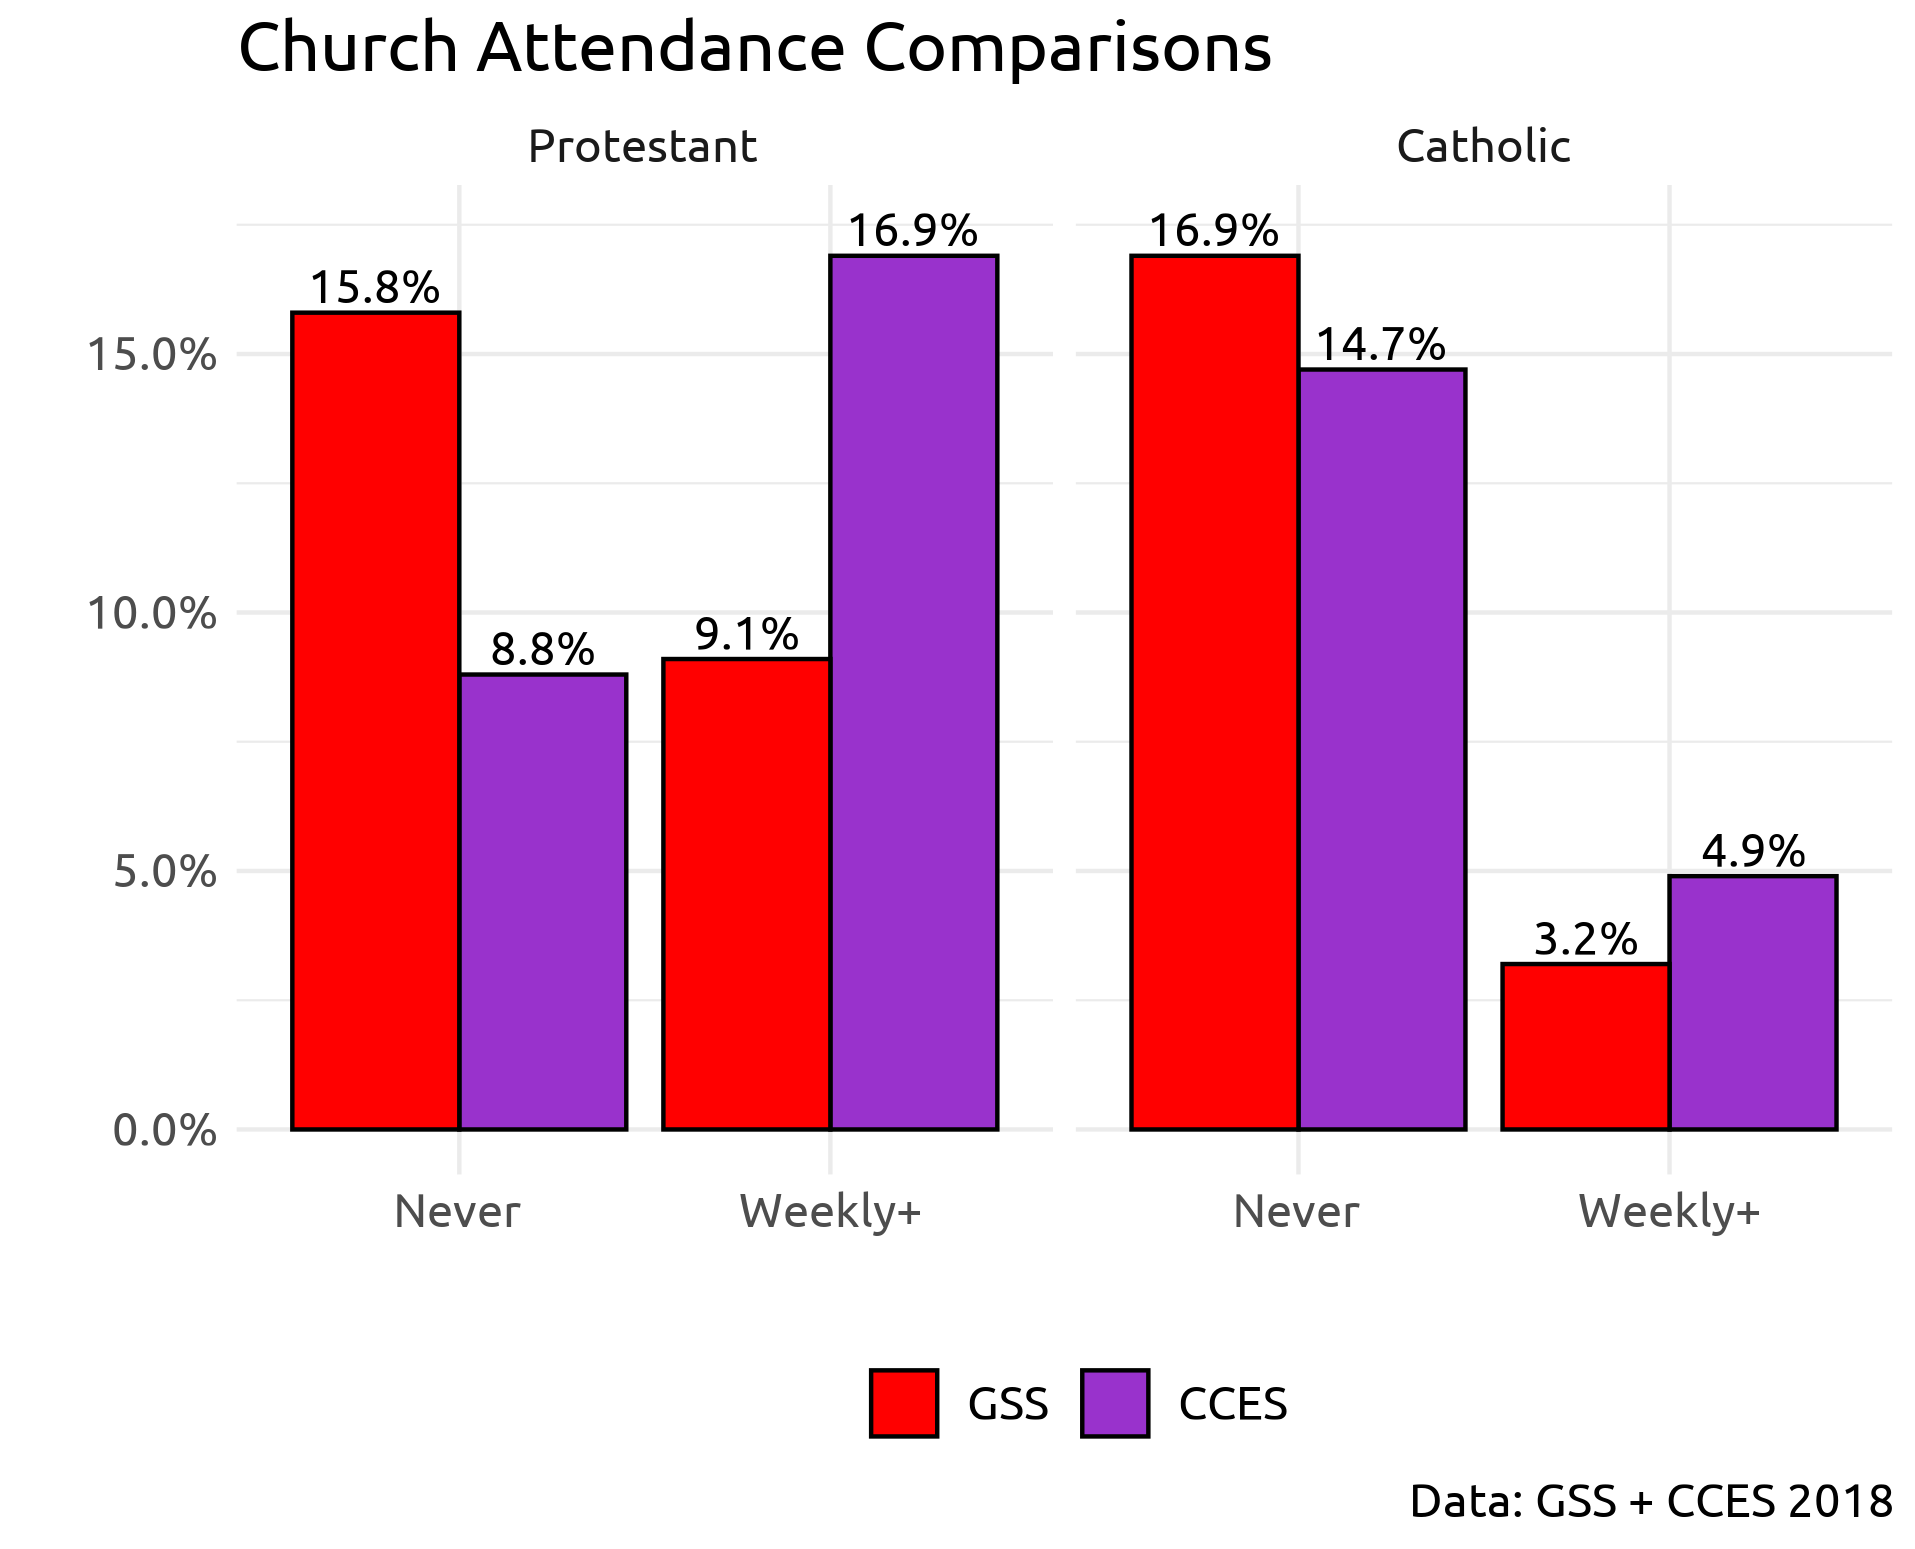 Church Attendance Comparisons
Protestant
Catholic
16.9%
16.9%
15.8%
14.7%
15.0%
10.0%
9.1%
8.8%
5.0%
4.9%
3.2%
0.0%
Never
Weekly+
Never
Weekly+
GSS
CCES
Data: GSS + CCES 2018